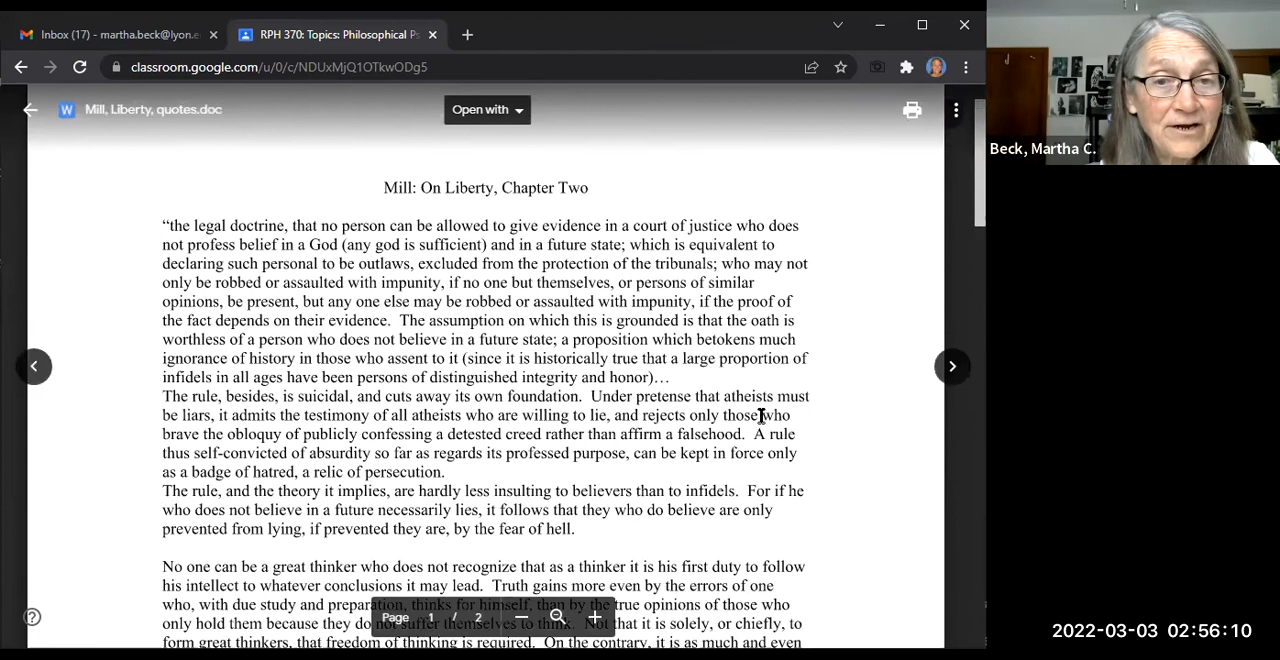 Inbox (17) - martha.beck@lyon.e
RPH 370: Topics: Philosophical Ps
classroom.google.com/u/0/c/NDUxMjQ1OTkwODg5
W Mill, Liberty, quotes.doc
Open with
Beck, Martha C.
Mill: On Liberty, Chapter Two
“the legal doctrine, that no person can be allowed to give evidence in a court of justice who does
not profess belief in a God (any god is sufficient) and in a future state; which is equivalent to
declaring such personal to be outlaws, excluded from the protection of the tribunals; who may not
only be robbed or assaulted with impunity, if no one but themselves, or persons of similar
opinions, be present, but any one else may be robbed or assaulted with impunity, if the proof of
the fact depends on their evidence. The assumption on which this is grounded is that the oath is
worthless of a person who does not believe in a future state; a proposition which betokens much
ignorance of history in those who assent to it (since it is historically true that a large proportion of
infidels in all ages have been persons of distinguished integrity and honor)…
The rule, besides, is suicidal, and cuts away its own foundation. Under pretense that atheists must
be liars, it admits the testimony of all atheists who are willing to lie, and rejects only those who
brave the obloquy of publicly confessing a detested creed rather than affirm a falsehood. A rule
thus self-convicted of absurdity so far as regards its professed purpose, can be kept in force only
as a badge of hatred, a relic of persecution.
The rule, and the theory it implies, are hardly less insulting to believers than to infidels. For if he
who does not believe in a future necessarily lies, it follows that they who do believe are only
prevented from lying, if prevented they are, by the fear of hell.
No one can be a great thinker who does not recognize that as a thinker it is his first duty to follow
his intellect to whatever conclusions it may lead. Truth gains more even by the errors of one
who, with due study and preparation, thinks for himself, than by the true opinions of those who
only hold them because they do not suffer themselves to think. Not that it is solely, or chiefly, to
form great thinkers, that freedom of thinking is required. On the contrary, it is as much and even
Page 1 / 2
2022-03-03 02:56:10